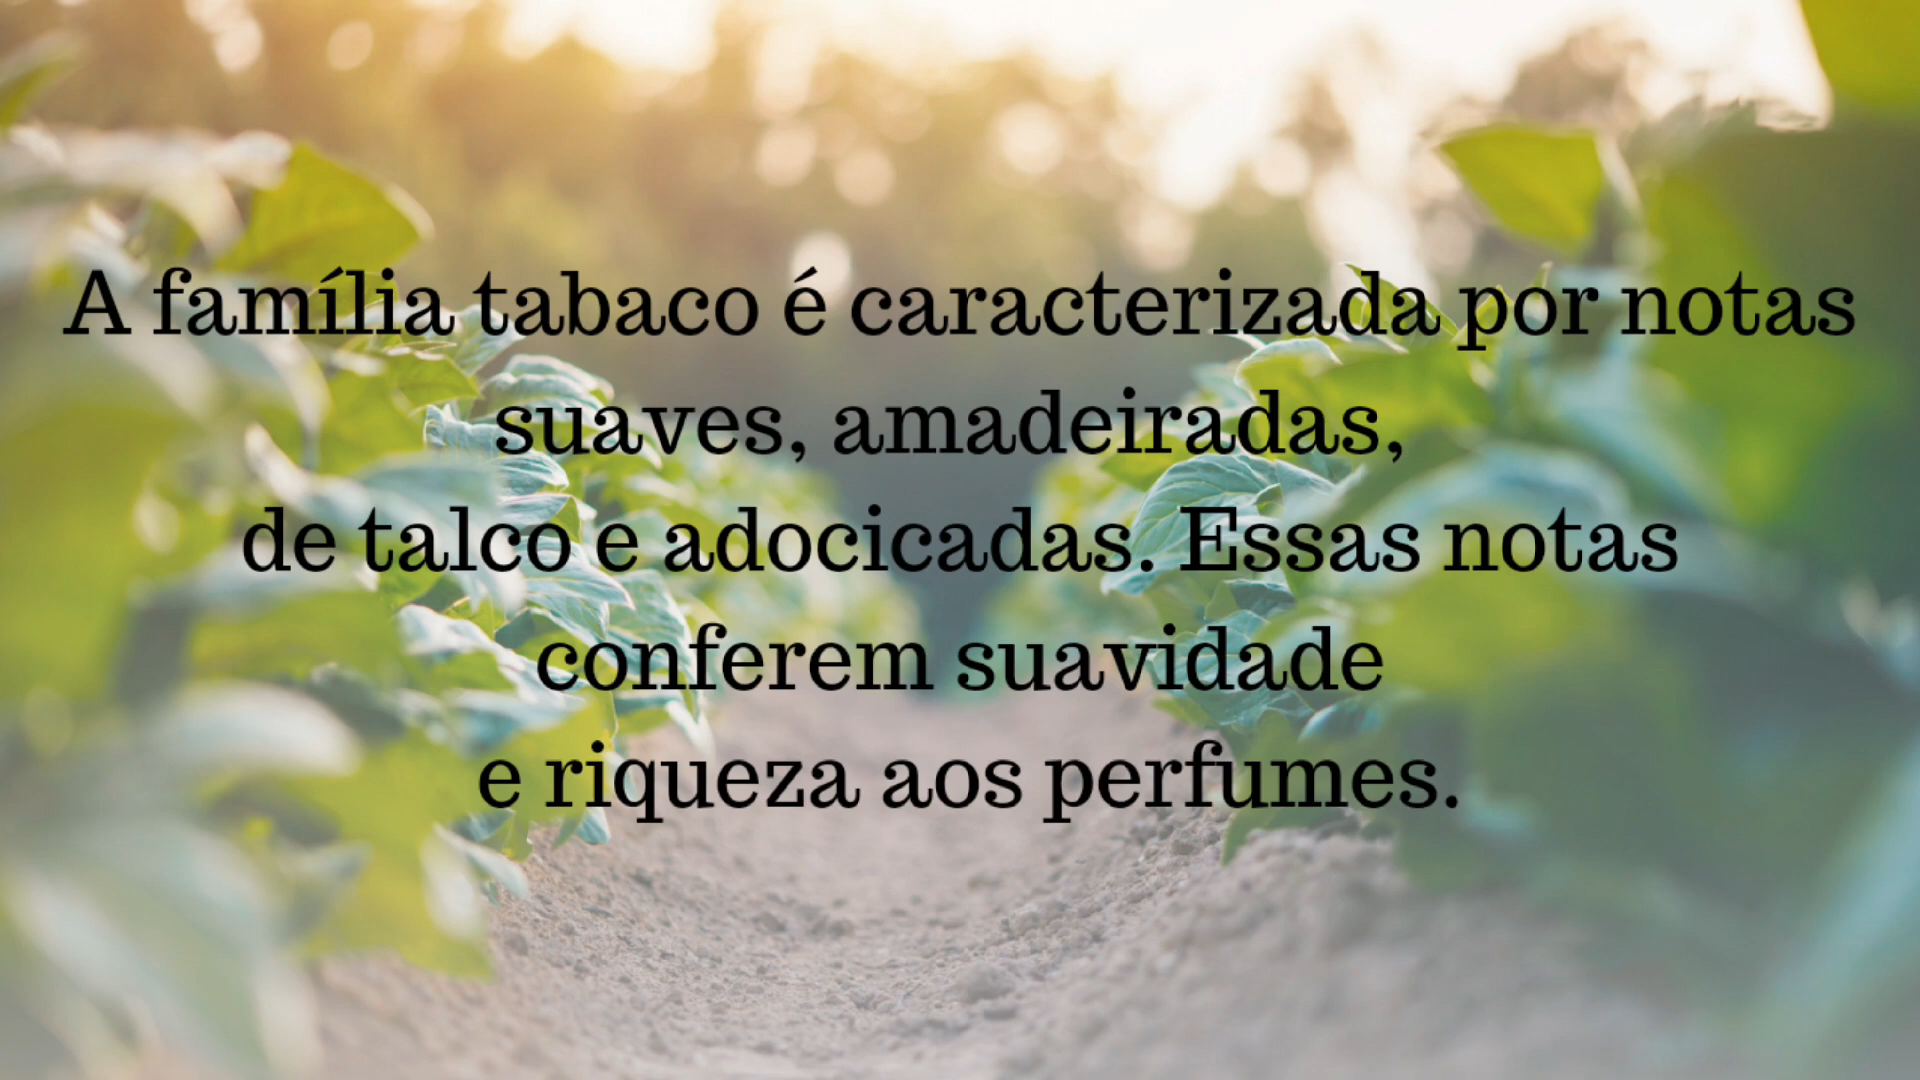 A família tabaco é caracterizada por notas
suaves, amadeiradas,
de talco e adocicadas. Essas notas
conferem suavidade
e riqueza aos perfumes.